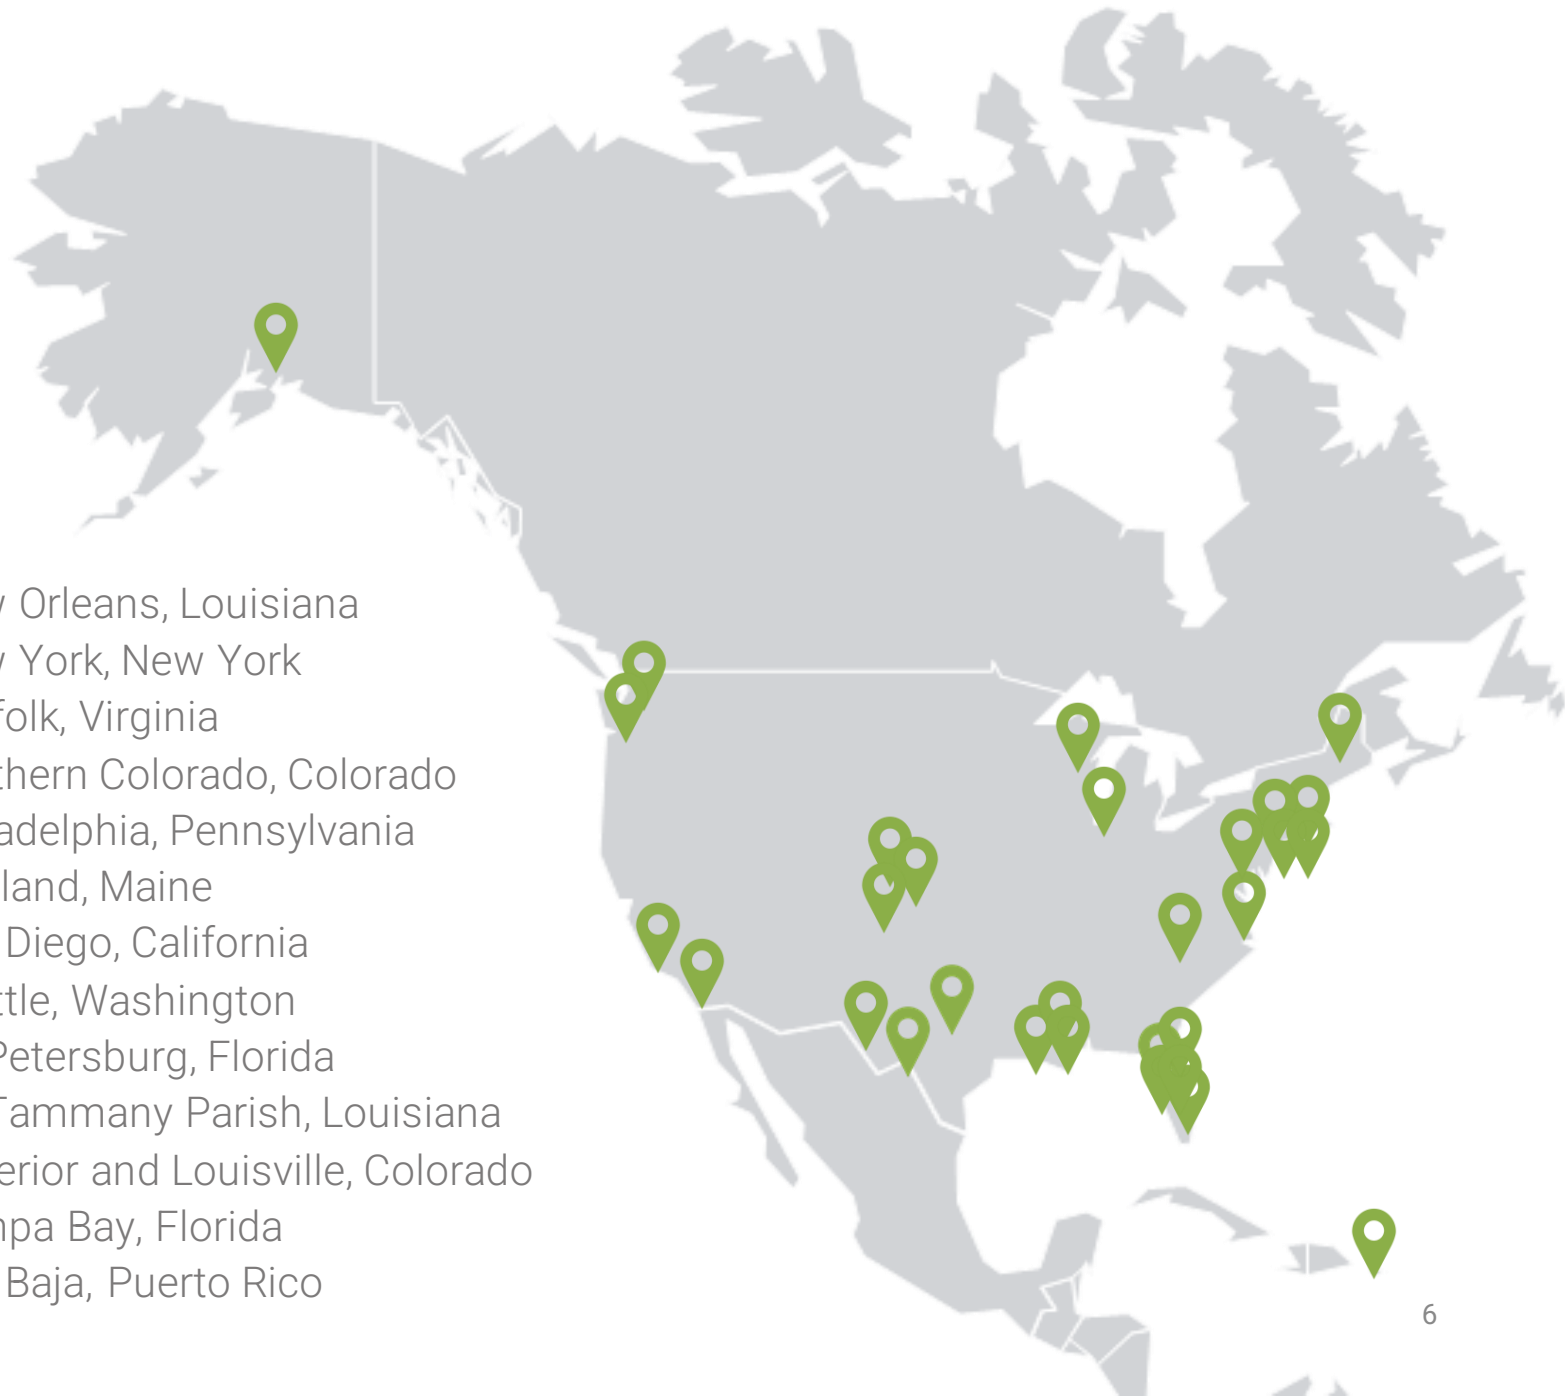 Orleans, Louisiana
York, New York
folk, Virginia
thern Colorado, Colorado
adelphia, Pennsylvania
land, Maine
Diego, California
ttle, Washington
Petersburg, Florida
Tammany Parish, Louisiana
erior and Louisville, Colorado
npa Bay, Florida
Baja, Puerto Rico
6